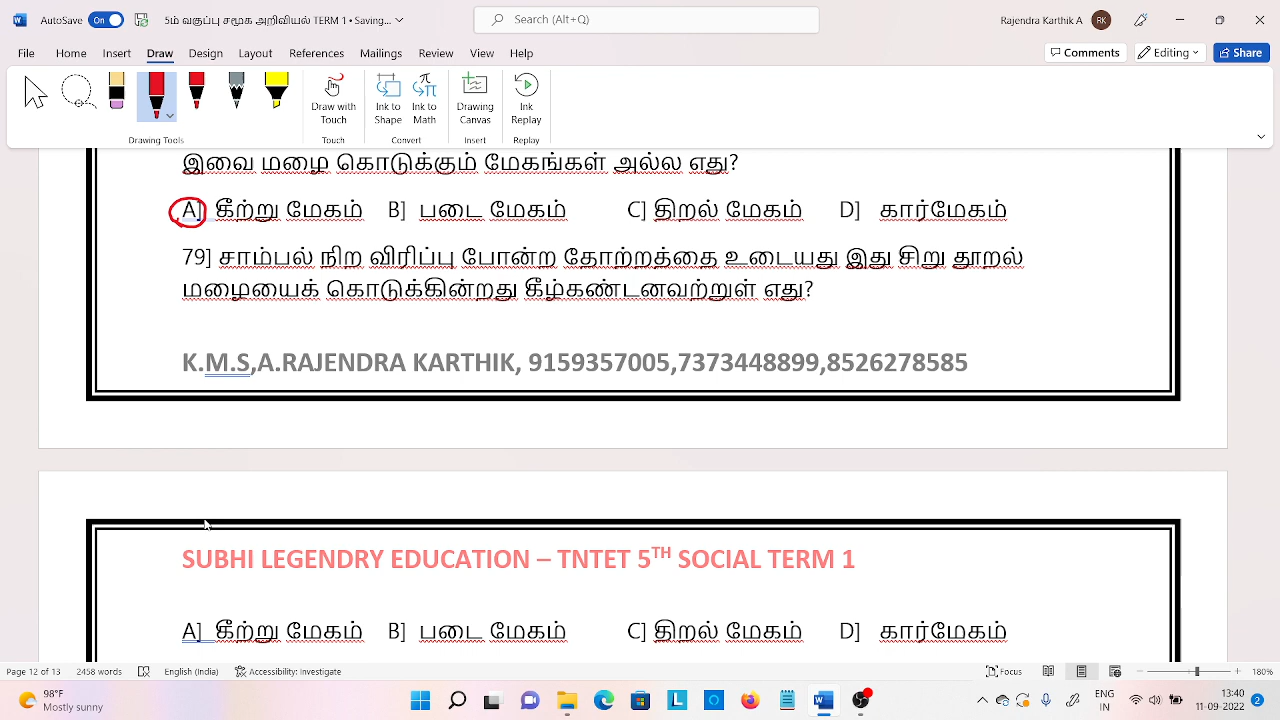 5th வகுப்பு சமூக அறிவியல் TERM 1 • Saved
AutoSave
On
Search (Alt+Q)
Rajendra Karthik A
RK
File Home Insert Draw Design Layout References Mailings Review View Help
Comments
Editing
Share
Draw with Touch
Ink to Shape
Ink to Math
Drawing Canvas
Ink Replay
Drawing Tools
Touch
Convert
Insert
Replay
இவை மழை கொடுக்கும் மேகங்கள் அல்ல எது?
A] கீற்று மேகம் B] படை மேகம் C] திறல் மேகம் D] கார்மேகம்
79] சாம்பல் நிற விரிப்பு போன்ற தோற்றத்தை உடையது இது சிறு தூறல்
மழையைக் கொடுக்கின்றது கீழ்கண்டனவற்றுள் எது?
K.M.S,A.RAJENDRA KARTHIK, 9159357005,7373448899,8526278585
SUBHI LEGENDRY EDUCATION – TNTET 5TH SOCIAL TERM 1
A] கீற்று மேகம் B] படை மேகம் C] திறல் மேகம் D] கார்மேகம்
Page 12 of 13 2458 words English (India) Accessibility: Investigate
Focus
180%
98°F
Mostly sunny
ENG
IN
13:40
11-09-2022
2